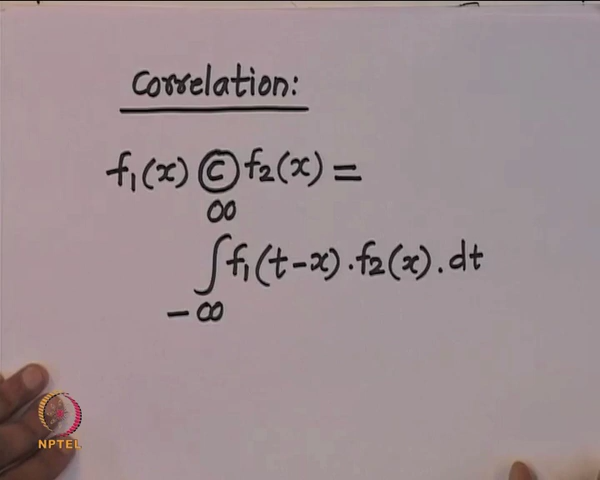 Correlation:
f₁(x) © f₂(x) =
∞
∫f₁(t-x).f₂(x).dt
-∞
NPTEL